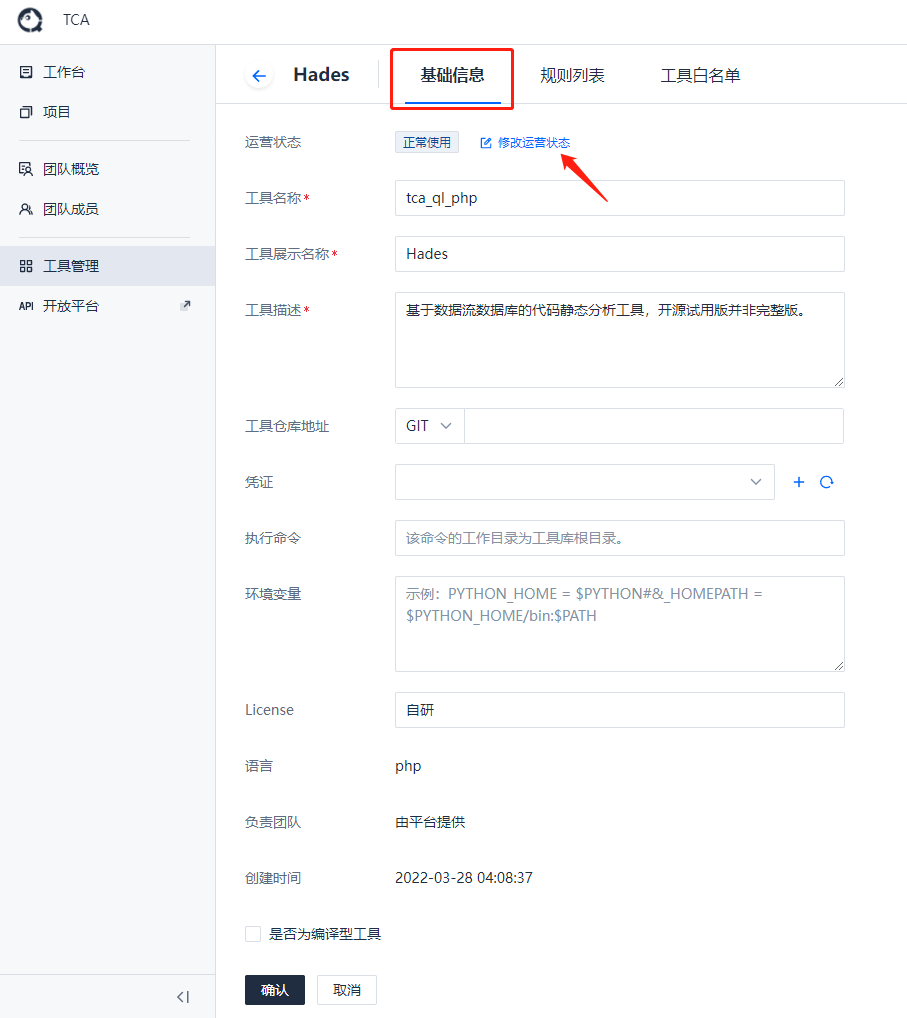 TCA
工作台
项目
团队概览
团队成员
工具管理
API 开放平台
Hades 基础信息 规则列表 工具白名单
运营状态 正常使用 修改运营状态
工具名称* tca_ql_php
工具展示名称* Hades
工具描述* 基于数据流数据库的代码静态分析工具，开源试用版并非完整版。
工具仓库地址 GIT
凭证
执行命令 该命令的工作目录为工具库根目录。
环境变量 示例：PYTHON_HOME = $PYTHON#&_HOMEPATH =
$PYTHON_HOME/bin:$PATH
License 自研
语言 php
负责团队 由平台提供
创建时间 2022-03-28 04:08:37
是否为编译型工具
确认 取消